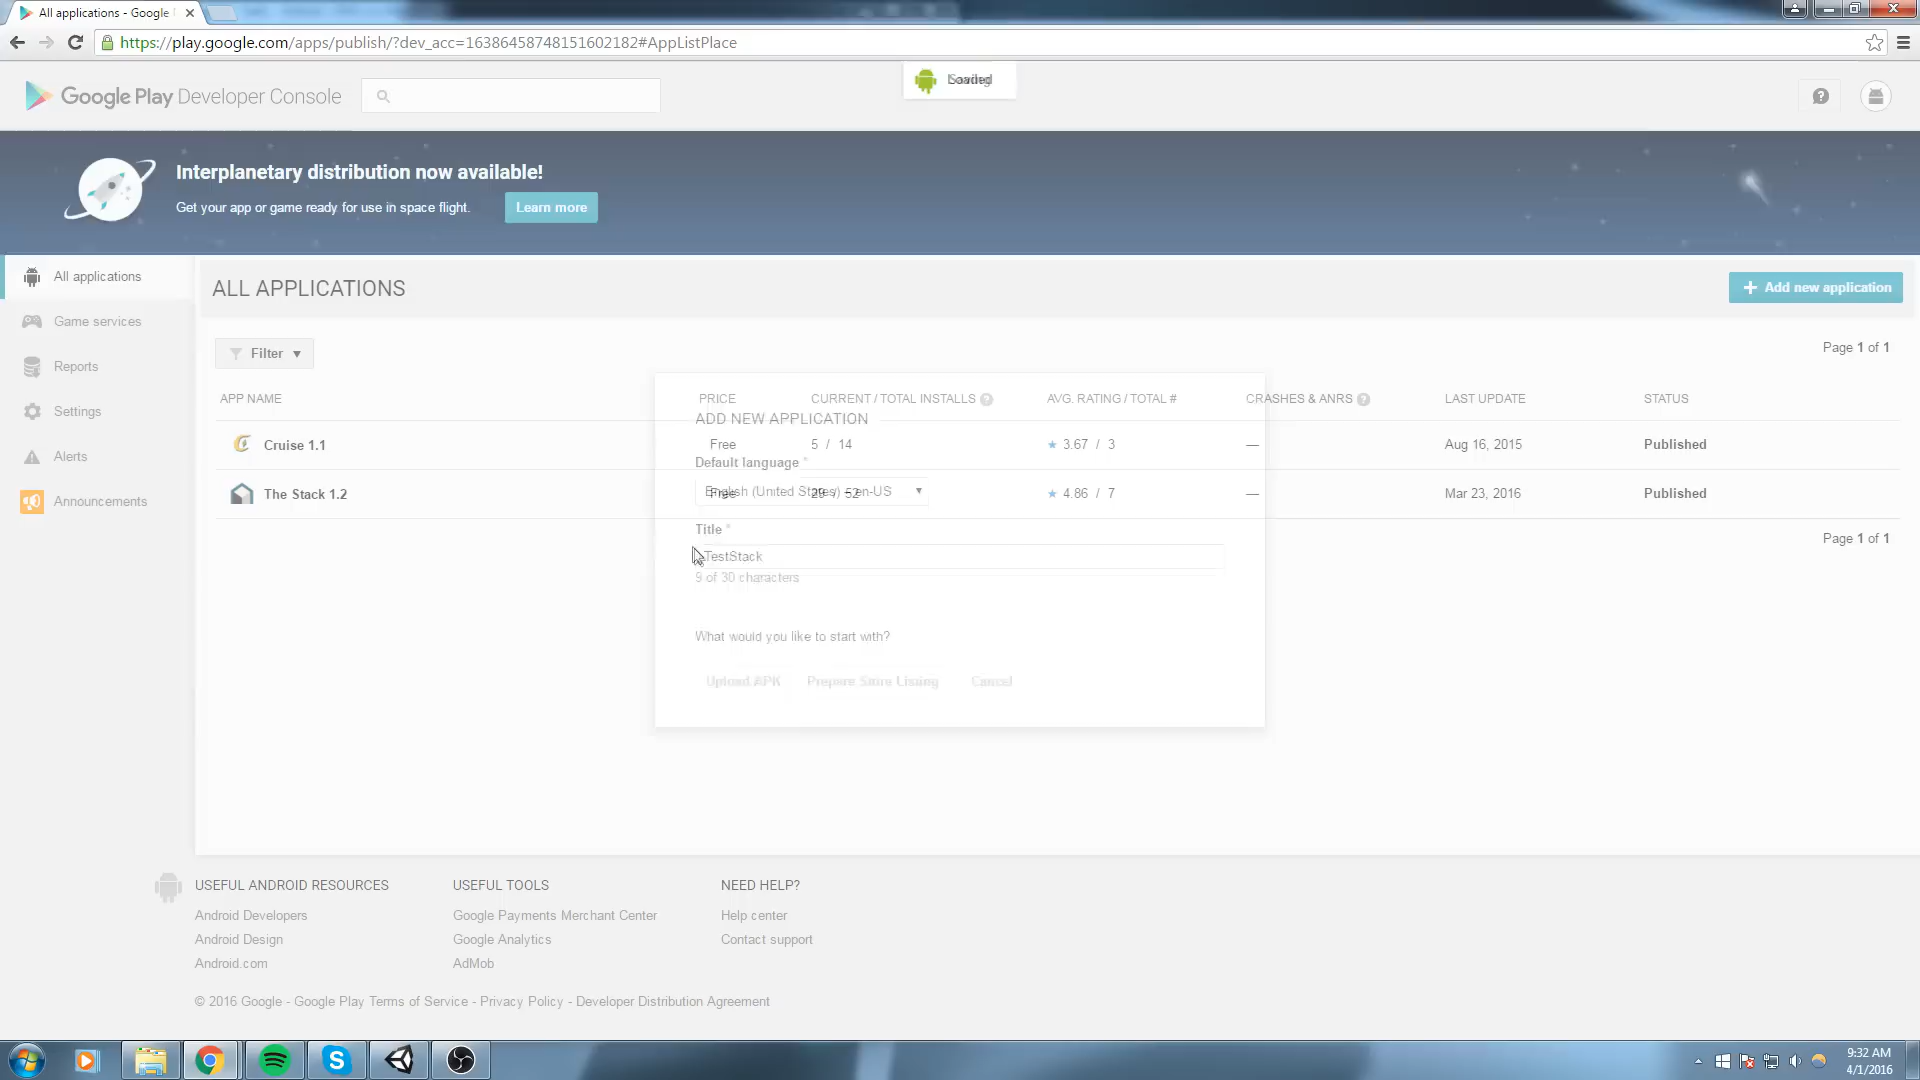 All applications - Google
https://play.google.com/apps/publish/?dev_acc=16386458748151602182#AppListPlace
Google Play Developer Console
Interplanetary distribution now available!
Get your app or game ready for use in space flight.
Learn more
All applications
Game services
Reports
Settings
Alerts
Announcements
ALL APPLICATIONS
Add new application
Filter
Page 1 of 1
APP NAME PRICE CURRENT / TOTAL INSTALLS AVG. RATING / TOTAL # CRASHES & ANRS LAST UPDATE STATUS
Cruise 1.1 Free 5 / 14 3.67 / 3 — Aug 16, 2015 Published
The Stack 1.2 Free 29 / 52 4.86 / 7 — Mar 23, 2016 Published
Page 1 of 1
ADD NEW APPLICATION
Default language *
English (United States) – en-US
Title *
TestStack
9 of 30 characters
What would you like to start with?
Upload APK Prepare Store Listing Cancel
USEFUL ANDROID RESOURCES
Android Developers
Android Design
Android.com
USEFUL TOOLS
Google Payments Merchant Center
Google Analytics
AdMob
NEED HELP?
Help center
Contact support
© 2016 Google - Google Play Terms of Service - Privacy Policy - Developer Distribution Agreement
9:32 AM
4/1/2016